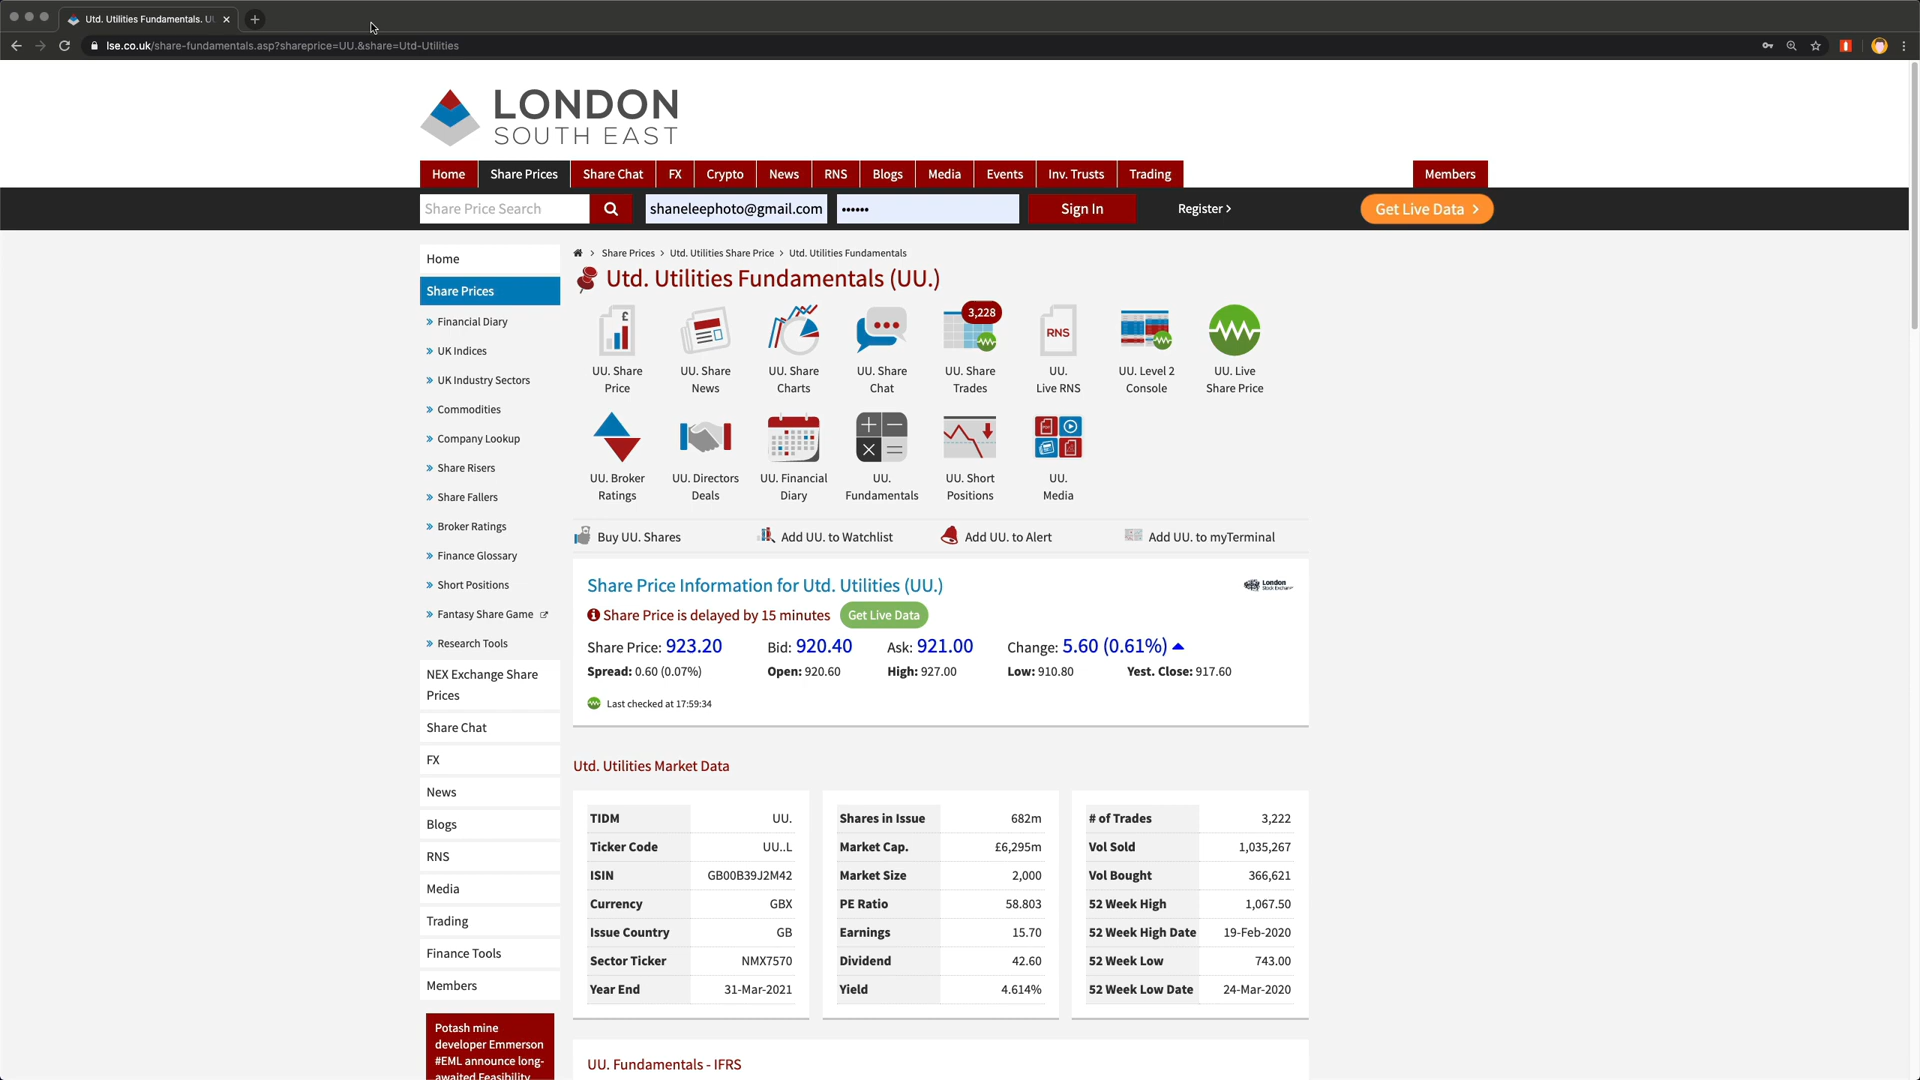 Utd. Utilities Fundamentals. U
lse.co.uk/share-fundamentals.asp?shareprice=UU.&share=Utd-Utilities
LONDON
SOUTH EAST
Home Share Prices Share Chat FX Crypto News RNS Blogs Media Events Inv. Trusts Trading Members
Share Price Search shaneleephoto@gmail.com •••••• Sign In Register > Get Live Data >
Home
Share Prices
» Financial Diary
» UK Indices
» UK Industry Sectors
» Commodities
» Company Lookup
» Share Risers
» Share Fallers
» Broker Ratings
» Finance Glossary
» Short Positions
» Fantasy Share Game
» Research Tools
NEX Exchange Share
Prices
Share Chat
FX
News
Blogs
RNS
Media
Trading
Finance Tools
Members
Potash mine
developer Emmerson
#EML announce long-
awaited Feasibility
> Share Prices > Utd. Utilities Share Price > Utd. Utilities Fundamentals
Utd. Utilities Fundamentals (UU.)
£
3,228
RNS
UU. Share
Price
UU. Share
News
UU. Share
Charts
UU. Share
Chat
UU. Share
Trades
UU.
Live RNS
UU. Level 2
Console
UU. Live
Share Price
UU. Broker
Ratings
UU. Directors
Deals
UU. Financial
Diary
UU.
Fundamentals
UU. Short
Positions
UU.
Media
Buy UU. Shares Add UU. to Watchlist Add UU. to Alert Add UU. to myTerminal
Share Price Information for Utd. Utilities (UU.)
London
Stock Exchange
Share Price is delayed by 15 minutes Get Live Data
Share Price: 923.20 Bid: 920.40 Ask: 921.00 Change: 5.60 (0.61%)
Spread: 0.60 (0.07%) Open: 920.60 High: 927.00 Low: 910.80 Yest. Close: 917.60
Last checked at 17:59:34
Utd. Utilities Market Data
TIDM UU.
Ticker Code UU..L
ISIN GB00B39J2M42
Currency GBX
Issue Country GB
Sector Ticker NMX7570
Year End 31-Mar-2021
Shares in Issue 682m
Market Cap. £6,295m
Market Size 2,000
PE Ratio 58.803
Earnings 15.70
Dividend 42.60
Yield 4.614%
# of Trades 3,222
Vol Sold 1,035,267
Vol Bought 366,621
52 Week High 1,067.50
52 Week High Date 19-Feb-2020
52 Week Low 743.00
52 Week Low Date 24-Mar-2020
UU. Fundamentals - IFRS